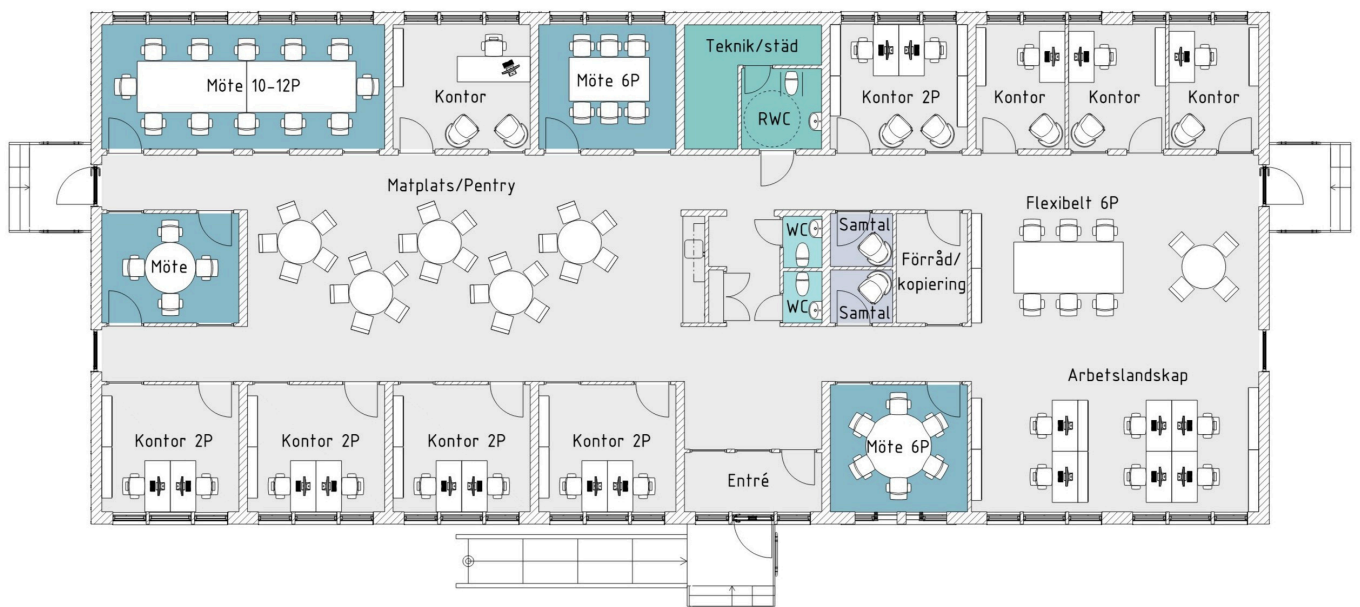 Möte 10-12P
Kontor
Möte 6P
Teknik/städ
RWC
Kontor 2P
Kontor
Kontor
Kontor
Matplats/Pentry
Flexibelt 6P
Möte
WC
Samtal
Förråd/
kopiering
WC
Samtal
Arbetslandskap
Kontor 2P
Kontor 2P
Kontor 2P
Kontor 2P
Entré
Möte 6P